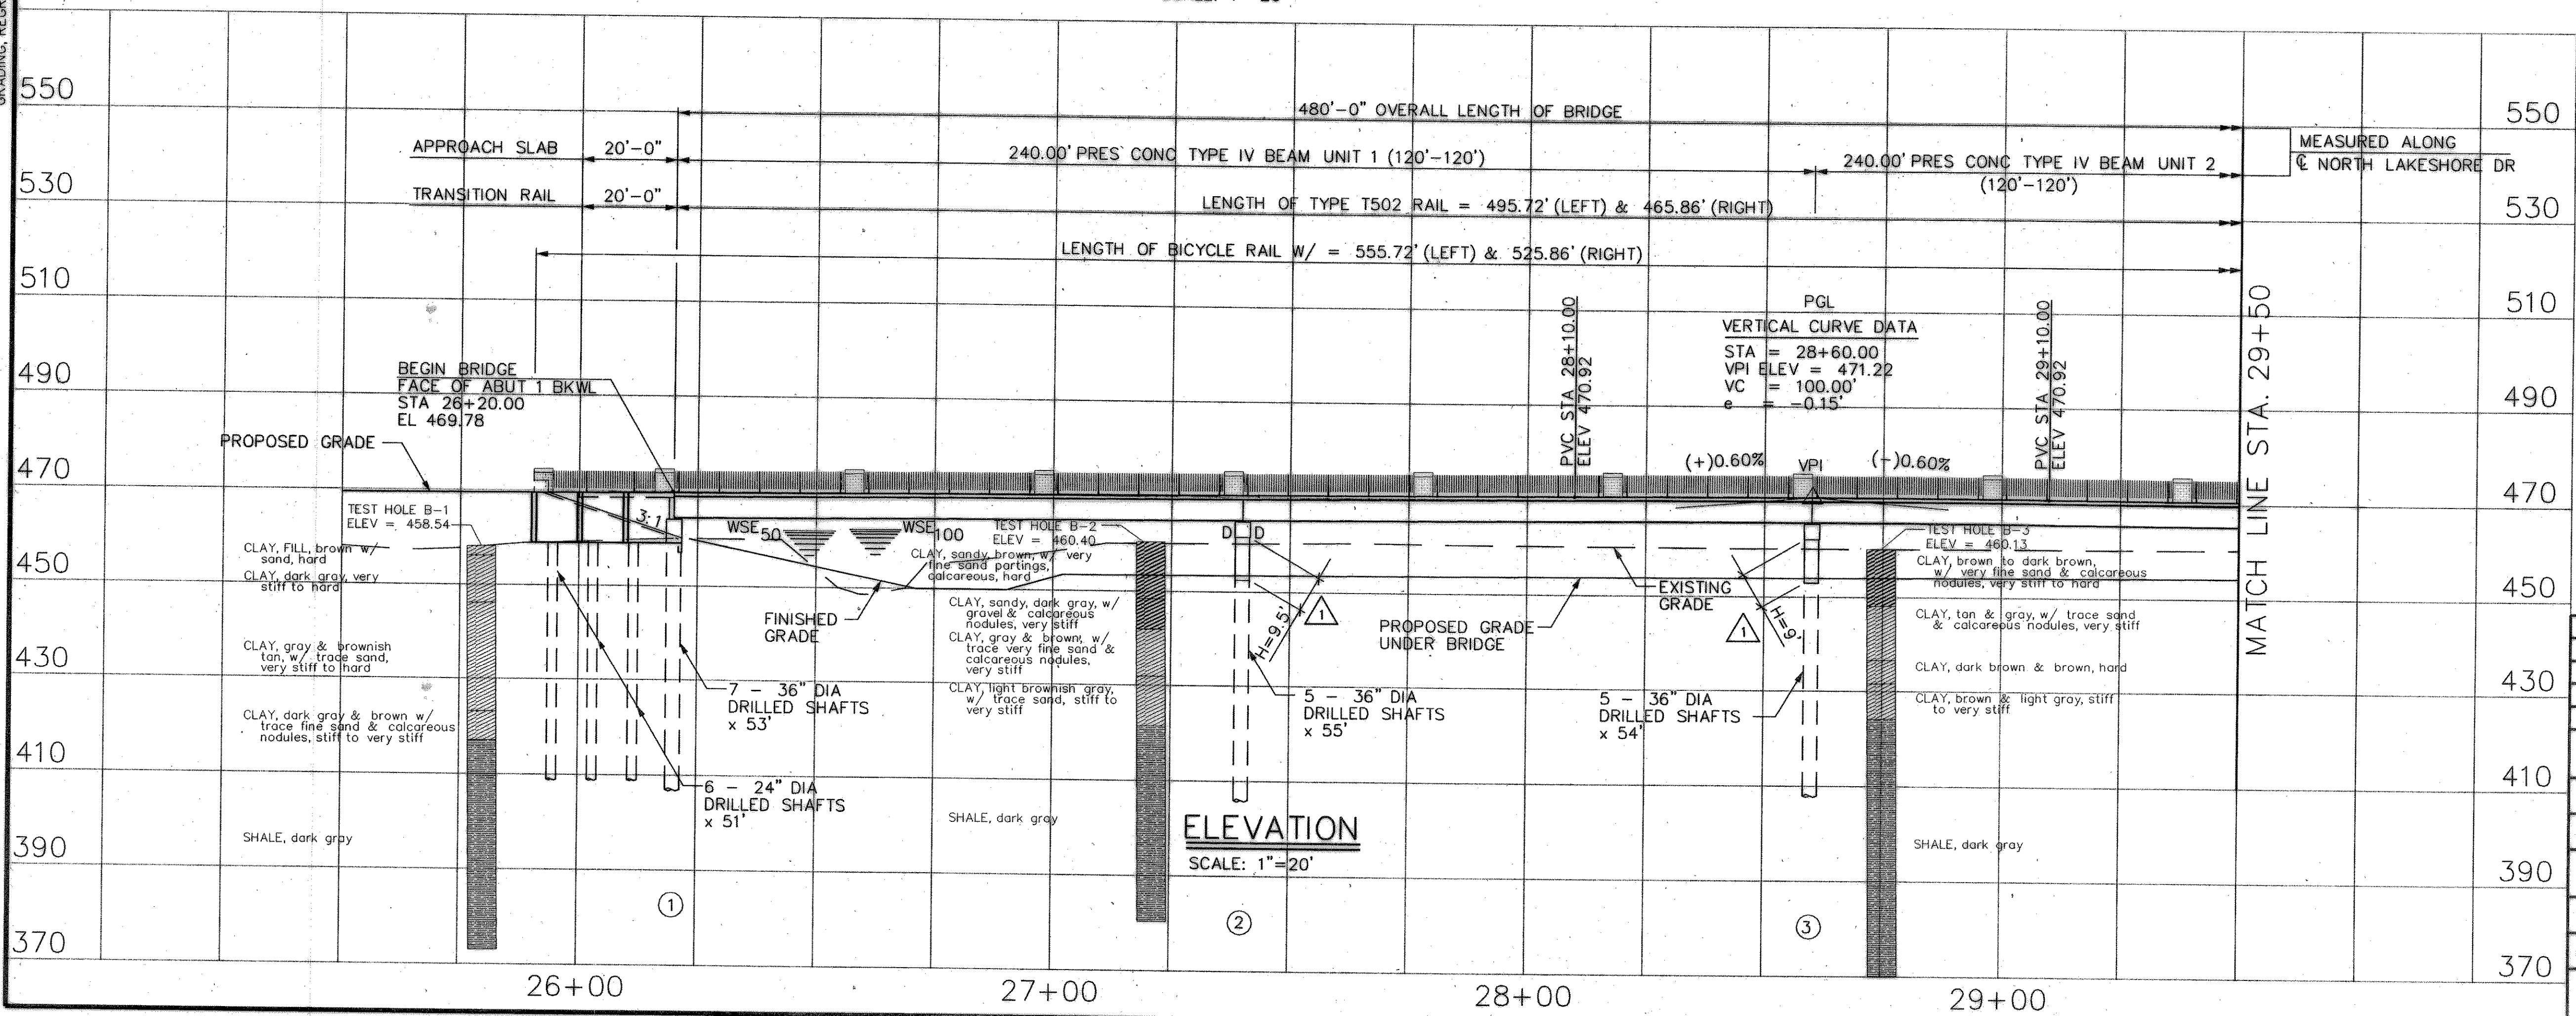 550
530
510
490
470
450
430
410
390
370
480'-0" OVERALL LENGTH OF BRIDGE
APPROACH SLAB 20'-0"
240.00' PRES CONC TYPE IV BEAM UNIT 1 (120'-120')
240.00' PRES CONC TYPE IV BEAM UNIT 2
(120'-120')
MEASURED ALONG
℄ NORTH LAKESHORE DR
TRANSITION RAIL 20'-0"
LENGTH OF TYPE T502 RAIL = 495.72' (LEFT) & 465.86' (RIGHT)
LENGTH OF BICYCLE RAIL W/ = 555.72' (LEFT) & 525.86' (RIGHT)
BEGIN BRIDGE
FACE OF ABUT 1 BKWL
STA 26+20.00
EL 469.78
PROPOSED GRADE
PVC STA 28+10.00
ELEV 470.92
PGL
VERTICAL CURVE DATA
STA = 28+60.00
VPI ELEV = 471.22
VC = 100.00'
e = -0.15'
PVC STA 29+10.00
ELEV 470.92
MATCH LINE STA. 29+50
(+)0.60%
VPI
(-)0.60%
TEST HOLE B-1
ELEV = 458.54
3:1
WSE 50
WSE 100
TEST HOLE B-2
ELEV = 460.40
D D
TEST HOLE B-3
ELEV = 460.13
CLAY, FILL, brown w/
sand, hard
CLAY, dark gray, very
stiff to hard
CLAY, gray & brownish
tan, w/ trace sand,
very stiff to hard
CLAY, dark gray & brown w/
trace fine sand & calcareous
nodules, stiff to very stiff
SHALE, dark gray
FINISHED
GRADE
7 - 36" DIA
DRILLED SHAFTS
x 53'
6 - 24" DIA
DRILLED SHAFTS
x 51'
CLAY, sandy, brown, w/ very
fine sand partings,
calcareous, hard
CLAY, sandy, dark gray, w/
gravel & calcareous
nodules, very stiff
CLAY, gray & brown, w/
trace very fine sand &
calcareous nodules,
very stiff
CLAY, light brownish gray,
w/ trace sand, stiff to
very stiff
SHALE, dark gray
H=9.5'
1
5 - 36" DIA
DRILLED SHAFTS
x 55'
PROPOSED GRADE
UNDER BRIDGE
EXISTING
GRADE
1
H=9'
5 - 36" DIA
DRILLED SHAFTS
x 54'
CLAY, brown to dark brown,
w/ very fine sand & calcareous
nodules, very stiff to hard
CLAY, tan & gray, w/ trace sand
& calcareous nodules, very stiff
CLAY, dark brown & brown, hard
CLAY, brown & light gray, stiff
to very stiff
SHALE, dark gray
ELEVATION
SCALE: 1"=20'
1
2
3
550
530
510
490
470
450
430
410
390
370
26+00
27+00
28+00
29+00